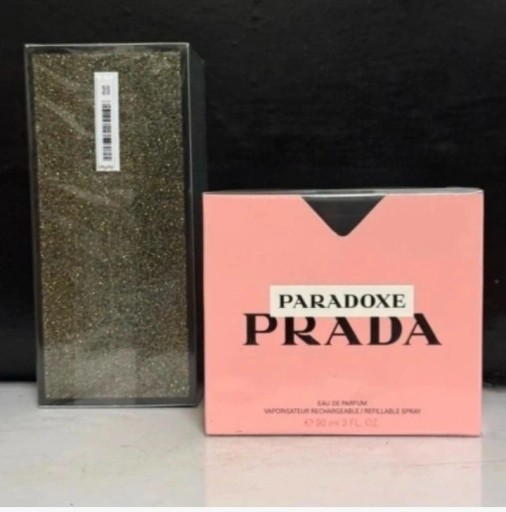 PARADOXE
PRADA
EAU DE PARFUM
VAPORISATEUR RECHARGEABLE / REFILLABLE SPRAY
℮ 90 ml 3 FL. OZ.